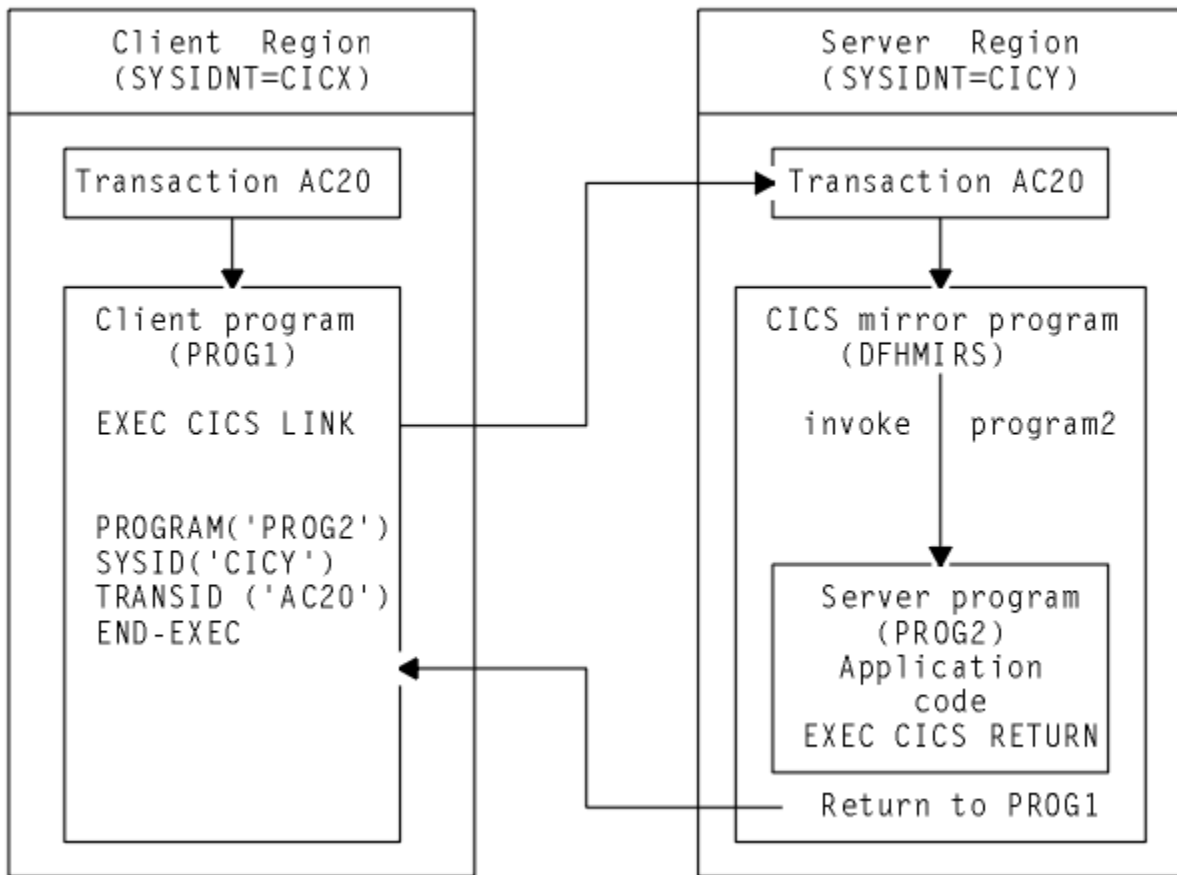 Client Region
(SYSIDNT=CICX)
Transaction AC20
Client program
(PROG1)
EXEC CICS LINK
PROGRAM('PROG2')
SYSID('CICY')
TRANSID ('AC20')
END-EXEC
Server Region
(SYSIDNT=CICY)
Transaction AC20
CICS mirror program
(DFHMIRS)
invoke program2
Server program
(PROG2)
Application
code
EXEC CICS RETURN
Return to PROG1